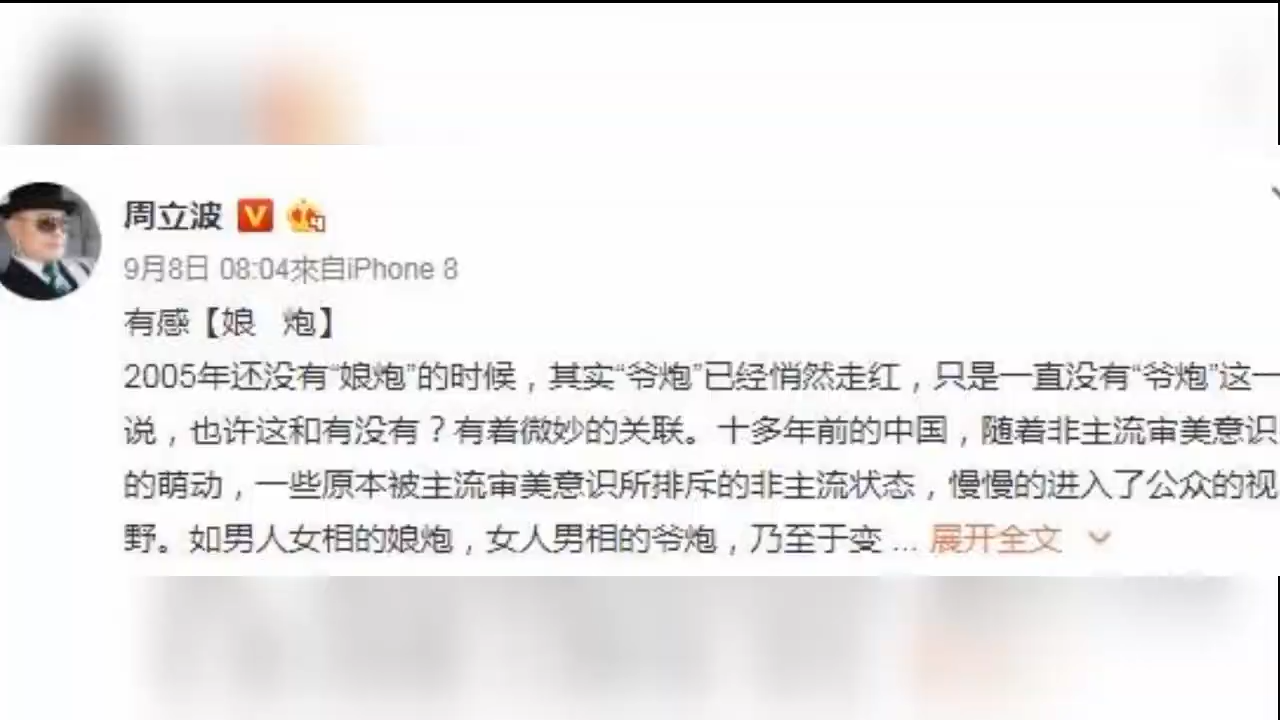 周立波
9月8日 08:04來自iPhone 8
有感【娘 炮】
2005年还没有“娘炮”的时候，其实“爷炮”已经悄然走红，只是一直没有“爷炮”这一
说，也许这和有没有？有着微妙的关联。十多年前的中国，随着非主流审美意识
的萌动，一些原本被主流审美意识所排斥的非主流状态，慢慢的进入了公众的视
野。如男人女相的娘炮，女人男相的爷炮，乃至于变 ... 展开全文